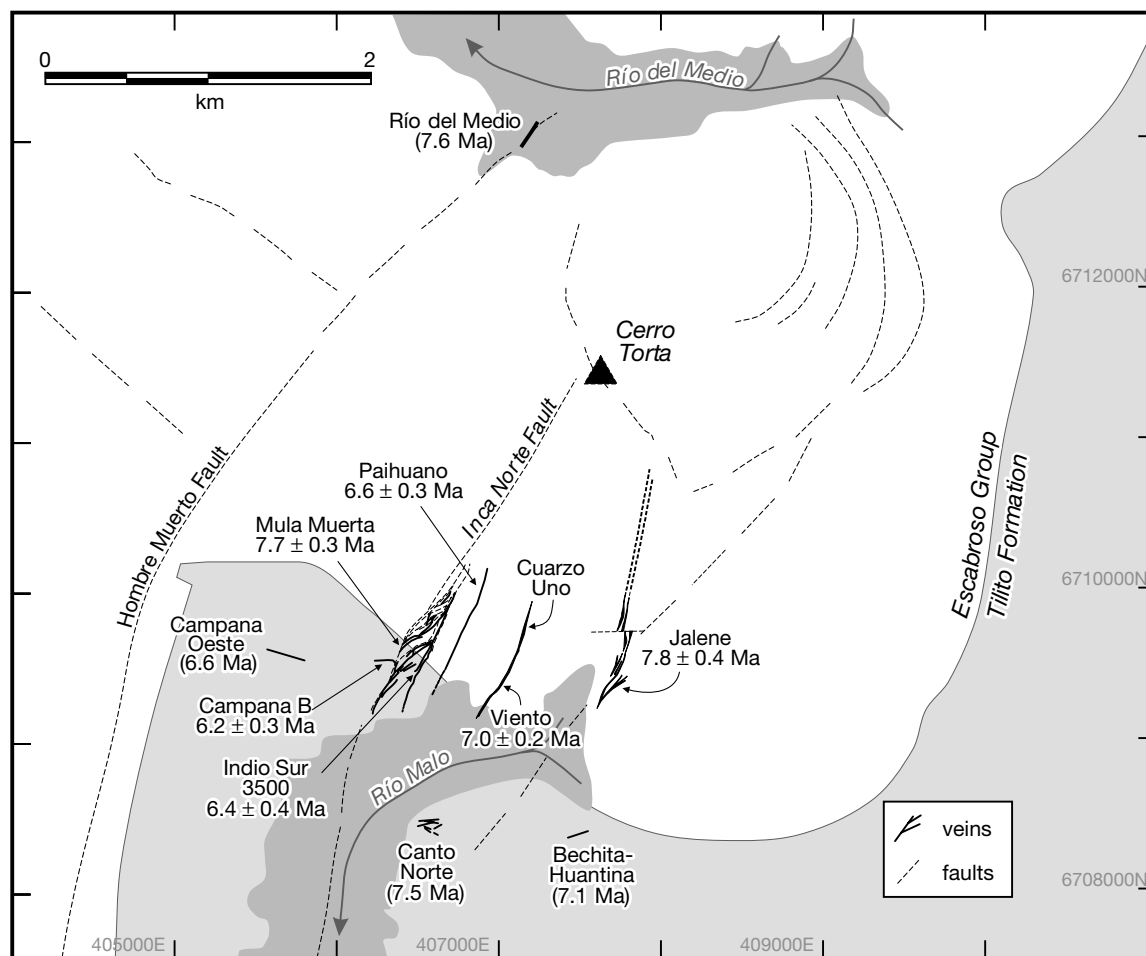 0 2
km
Río del Medio
Río del Medio
(7.6 Ma)
6712000N
Cerro
Torta
Hombre Muerto Fault
Inca Norte Fault
Escabroso Group
Tilito Formation
Paihuano
6.6 ± 0.3 Ma
Mula Muerta
7.7 ± 0.3 Ma
Cuarzo
Uno
6710000N
Campana
Oeste
(6.6 Ma)
Jalene
7.8 ± 0.4 Ma
Campana B
6.2 ± 0.3 Ma
Viento
7.0 ± 0.2 Ma
Indio Sur
3500
6.4 ± 0.4 Ma
Río Malo
veins
faults
Canto
Norte
(7.5 Ma)
Bechita-
Huantina
(7.1 Ma)
6708000N
405000E 407000E 409000E